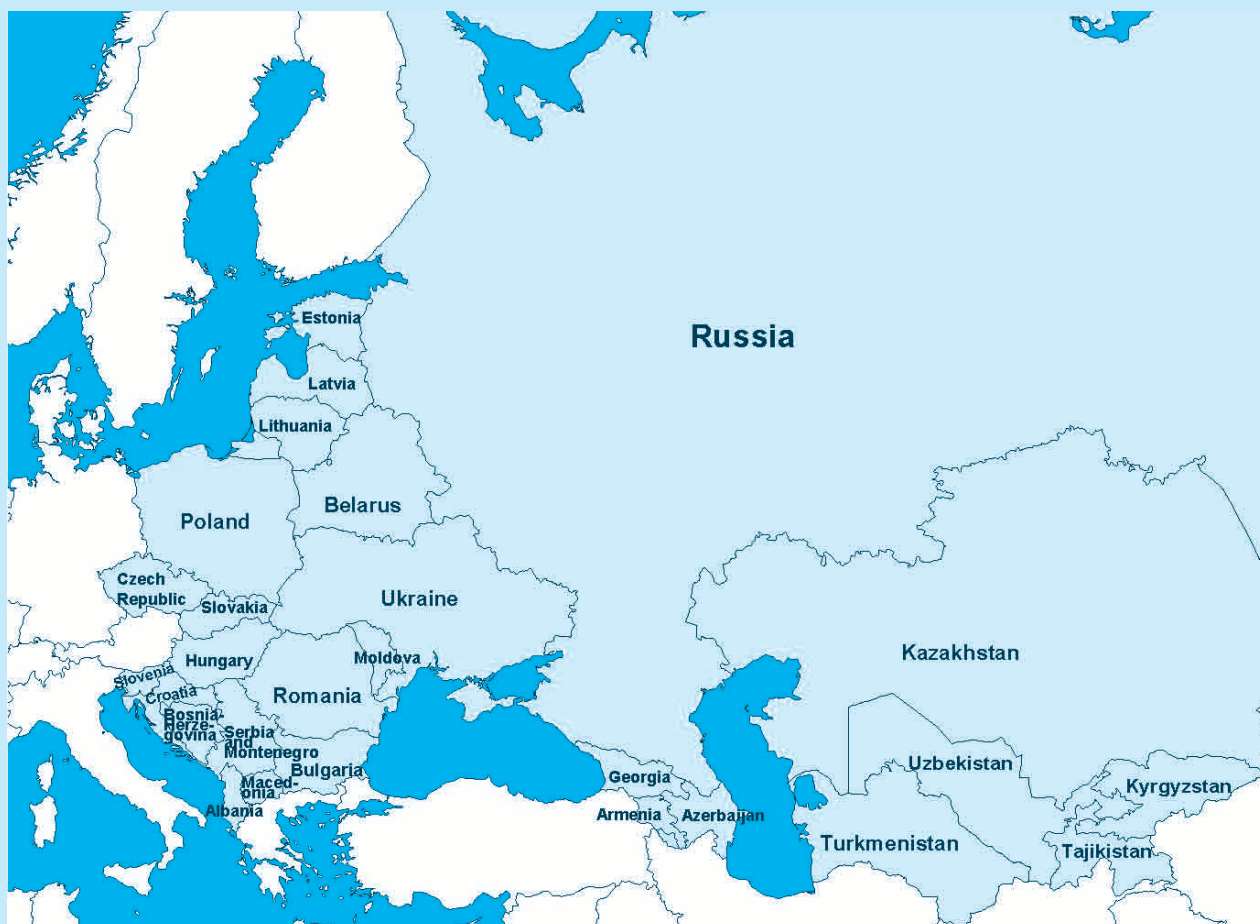 Russia
Estonia
Latvia
Lithuania
Belarus
Poland
Czech
Republic
Slovakia
Ukraine
Kazakhstan
Hungary
Moldova
Slovenia
Croatia
Romania
Bosnia-
Herze-
govina
Serbia
and
Montenegro
Bulgaria
Maced-
onia
Albania
Georgia
Armenia
Azerbaijan
Uzbekistan
Kyrgyzstan
Turkmenistan
Tajikistan